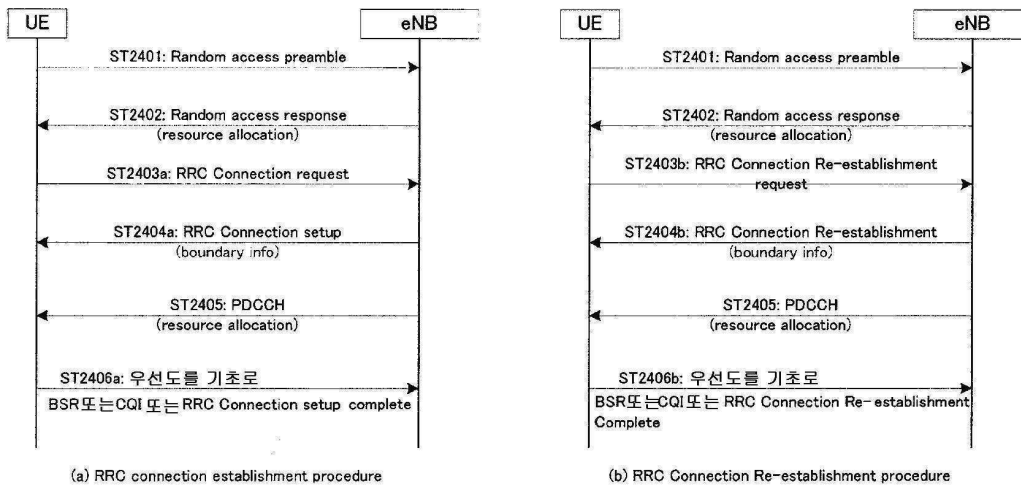 UE
eNB
ST2401: Random access preamble
ST2402: Random access response
(resource allocation)
ST2403a: RRC Connection request
ST2404a: RRC Connection setup
(boundary info)
ST2405: PDCCH
(resource allocation)
ST2406a: 우선도를 기초로
BSR또는CQI 또는 RRC Connection setup complete
(a) RRC connection establishment procedure
UE
eNB
ST2401: Random access preamble
ST2402: Random access response
(resource allocation)
ST2403b: RRC Connection Re-establishment
request
ST2404b: RRC Connection Re-establishment
(boundary info)
ST2405: PDCCH
(resource allocation)
ST2406b: 우선도를 기초로
BSR또는CQI또는 RRC Connection Re-establishment
Complete
(b) RRC Connection Re-establishment procedure